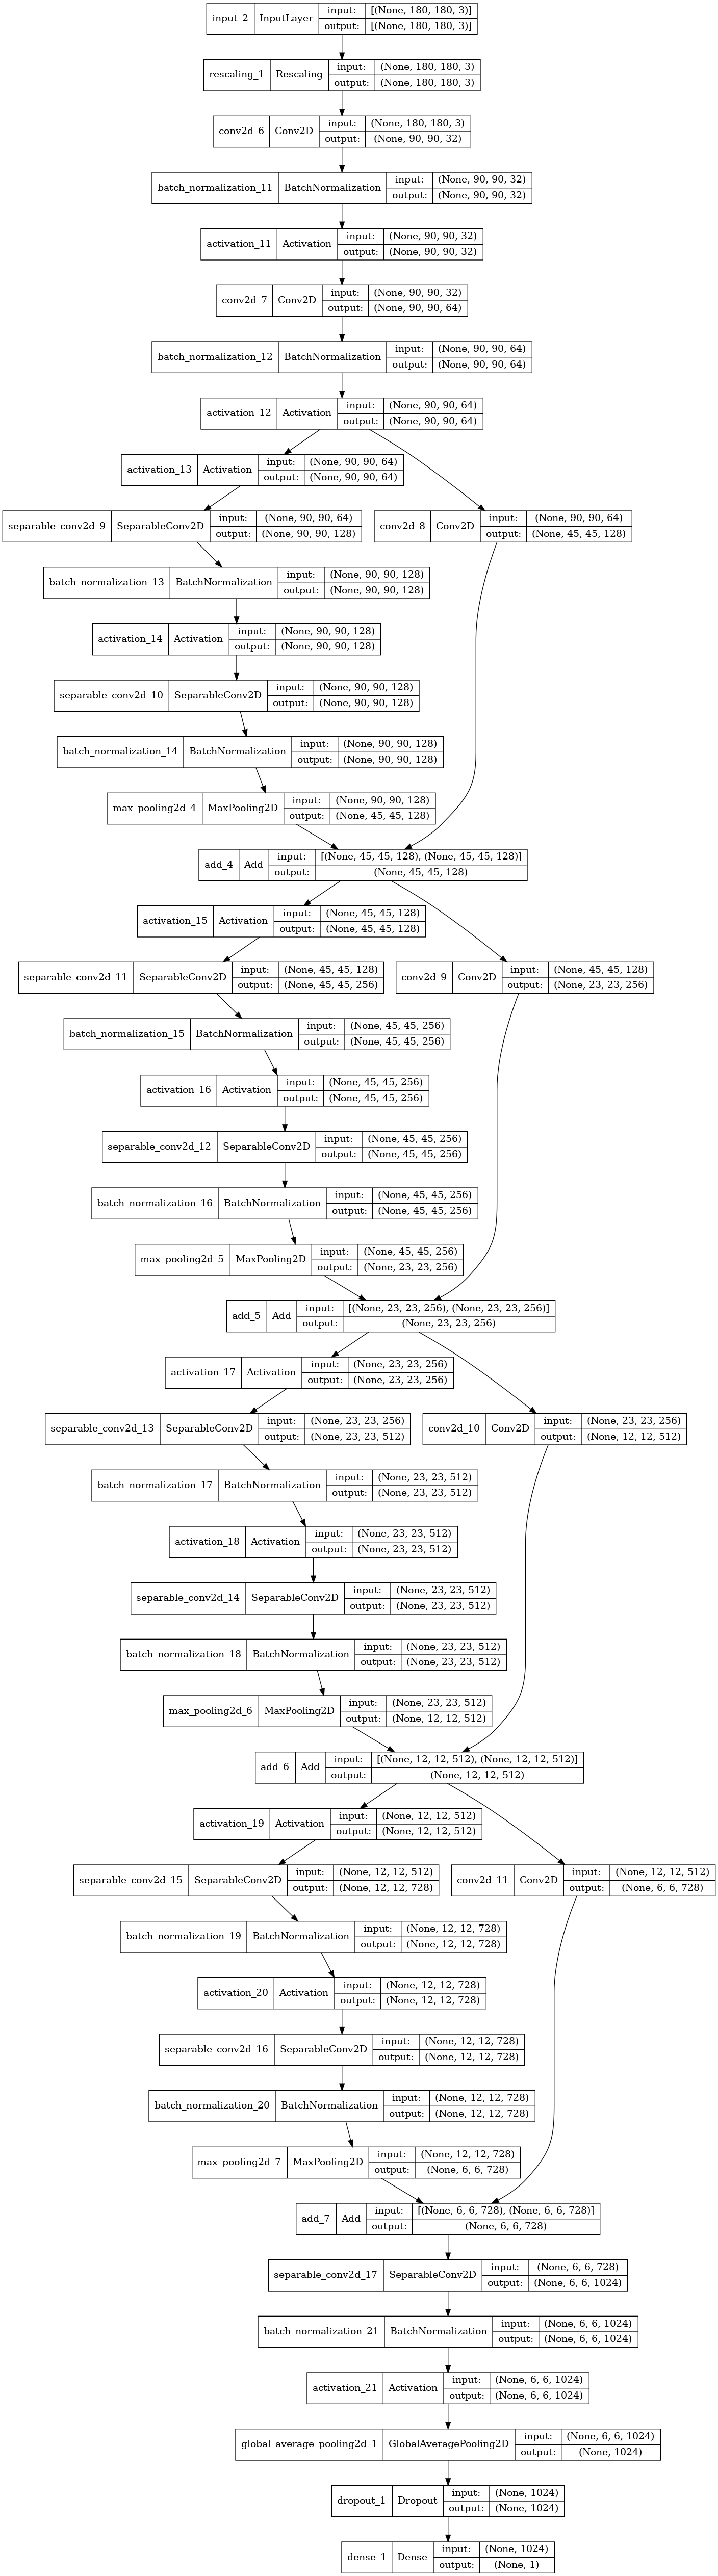 input_2 InputLayer input: [(None, 180, 180, 3)]
output: [(None, 180, 180, 3)]
rescaling_1 Rescaling input: (None, 180, 180, 3)
output: (None, 180, 180, 3)
conv2d_6 Conv2D input: (None, 180, 180, 3)
output: (None, 90, 90, 32)
batch_normalization_11 BatchNormalization input: (None, 90, 90, 32)
output: (None, 90, 90, 32)
activation_11 Activation input: (None, 90, 90, 32)
output: (None, 90, 90, 32)
conv2d_7 Conv2D input: (None, 90, 90, 32)
output: (None, 90, 90, 64)
batch_normalization_12 BatchNormalization input: (None, 90, 90, 64)
output: (None, 90, 90, 64)
activation_12 Activation input: (None, 90, 90, 64)
output: (None, 90, 90, 64)
activation_13 Activation input: (None, 90, 90, 64)
output: (None, 90, 90, 64)
separable_conv2d_9 SeparableConv2D input: (None, 90, 90, 64)
output: (None, 90, 90, 128)
conv2d_8 Conv2D input: (None, 90, 90, 64)
output: (None, 45, 45, 128)
batch_normalization_13 BatchNormalization input: (None, 90, 90, 128)
output: (None, 90, 90, 128)
activation_14 Activation input: (None, 90, 90, 128)
output: (None, 90, 90, 128)
separable_conv2d_10 SeparableConv2D input: (None, 90, 90, 128)
output: (None, 90, 90, 128)
batch_normalization_14 BatchNormalization input: (None, 90, 90, 128)
output: (None, 90, 90, 128)
max_pooling2d_4 MaxPooling2D input: (None, 90, 90, 128)
output: (None, 45, 45, 128)
add_4 Add input: [(None, 45, 45, 128), (None, 45, 45, 128)]
output: (None, 45, 45, 128)
activation_15 Activation input: (None, 45, 45, 128)
output: (None, 45, 45, 128)
separable_conv2d_11 SeparableConv2D input: (None, 45, 45, 128)
output: (None, 45, 45, 256)
conv2d_9 Conv2D input: (None, 45, 45, 128)
output: (None, 23, 23, 256)
batch_normalization_15 BatchNormalization input: (None, 45, 45, 256)
output: (None, 45, 45, 256)
activation_16 Activation input: (None, 45, 45, 256)
output: (None, 45, 45, 256)
separable_conv2d_12 SeparableConv2D input: (None, 45, 45, 256)
output: (None, 45, 45, 256)
batch_normalization_16 BatchNormalization input: (None, 45, 45, 256)
output: (None, 45, 45, 256)
max_pooling2d_5 MaxPooling2D input: (None, 45, 45, 256)
output: (None, 23, 23, 256)
add_5 Add input: [(None, 23, 23, 256), (None, 23, 23, 256)]
output: (None, 23, 23, 256)
activation_17 Activation input: (None, 23, 23, 256)
output: (None, 23, 23, 256)
separable_conv2d_13 SeparableConv2D input: (None, 23, 23, 256)
output: (None, 23, 23, 512)
conv2d_10 Conv2D input: (None, 23, 23, 256)
output: (None, 12, 12, 512)
batch_normalization_17 BatchNormalization input: (None, 23, 23, 512)
output: (None, 23, 23, 512)
activation_18 Activation input: (None, 23, 23, 512)
output: (None, 23, 23, 512)
separable_conv2d_14 SeparableConv2D input: (None, 23, 23, 512)
output: (None, 23, 23, 512)
batch_normalization_18 BatchNormalization input: (None, 23, 23, 512)
output: (None, 23, 23, 512)
max_pooling2d_6 MaxPooling2D input: (None, 23, 23, 512)
output: (None, 12, 12, 512)
add_6 Add input: [(None, 12, 12, 512), (None, 12, 12, 512)]
output: (None, 12, 12, 512)
activation_19 Activation input: (None, 12, 12, 512)
output: (None, 12, 12, 512)
separable_conv2d_15 SeparableConv2D input: (None, 12, 12, 512)
output: (None, 12, 12, 728)
conv2d_11 Conv2D input: (None, 12, 12, 512)
output: (None, 6, 6, 728)
batch_normalization_19 BatchNormalization input: (None, 12, 12, 728)
output: (None, 12, 12, 728)
activation_20 Activation input: (None, 12, 12, 728)
output: (None, 12, 12, 728)
separable_conv2d_16 SeparableConv2D input: (None, 12, 12, 728)
output: (None, 12, 12, 728)
batch_normalization_20 BatchNormalization input: (None, 12, 12, 728)
output: (None, 12, 12, 728)
max_pooling2d_7 MaxPooling2D input: (None, 12, 12, 728)
output: (None, 6, 6, 728)
add_7 Add input: [(None, 6, 6, 728), (None, 6, 6, 728)]
output: (None, 6, 6, 728)
separable_conv2d_17 SeparableConv2D input: (None, 6, 6, 728)
output: (None, 6, 6, 1024)
batch_normalization_21 BatchNormalization input: (None, 6, 6, 1024)
output: (None, 6, 6, 1024)
activation_21 Activation input: (None, 6, 6, 1024)
output: (None, 6, 6, 1024)
global_average_pooling2d_1 GlobalAveragePooling2D input: (None, 6, 6, 1024)
output: (None, 1024)
dropout_1 Dropout input: (None, 1024)
output: (None, 1024)
dense_1 Dense input: (None, 1024)
output: (None, 1)